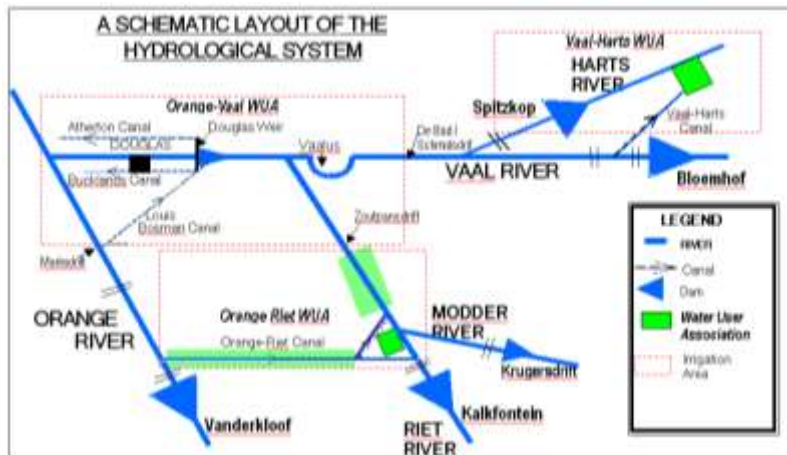 A SCHEMATIC LAYOUT OF THE
HYDROLOGICAL SYSTEM
Vaal-Harts WUA
HARTS
RIVER
Orange-Vaal WUA
Spitzkop
Atherton Canal
Douglas Weir
Vaal-Harts
Canal
DOUGLAS
Vaalus
De Bad /
Schmidsdrif
VAAL RIVER
Bloemhof
Bucklands Canal
Louis
Bosman Canal
Zoutpansdrift
Marksdrift
LEGEND
RIVER
Canal
Dam
Water User
Association
Irrigation
Area
ORANGE
RIVER
Orange Riet WUA
Orange-Riet Canal
MODDER
RIVER
Krugersdrift
Vanderkloof
Kalkfontein
RIET
RIVER